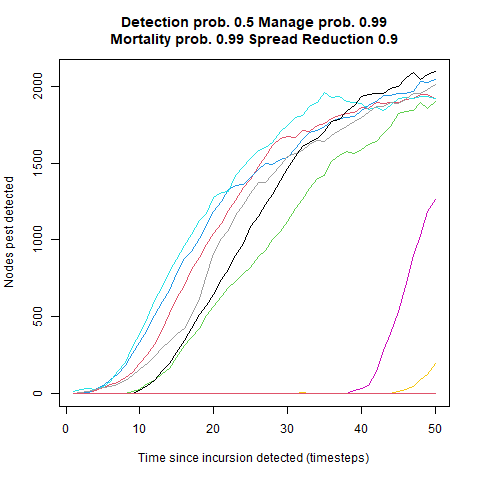 Detection prob. 0.5 Manage prob. 0.99
Mortality prob. 0.99 Spread Reduction 0.9
Nodes pest detected
2000
1500
1000
500
0
0 10 20 30 40 50
Time since incursion detected (timesteps)